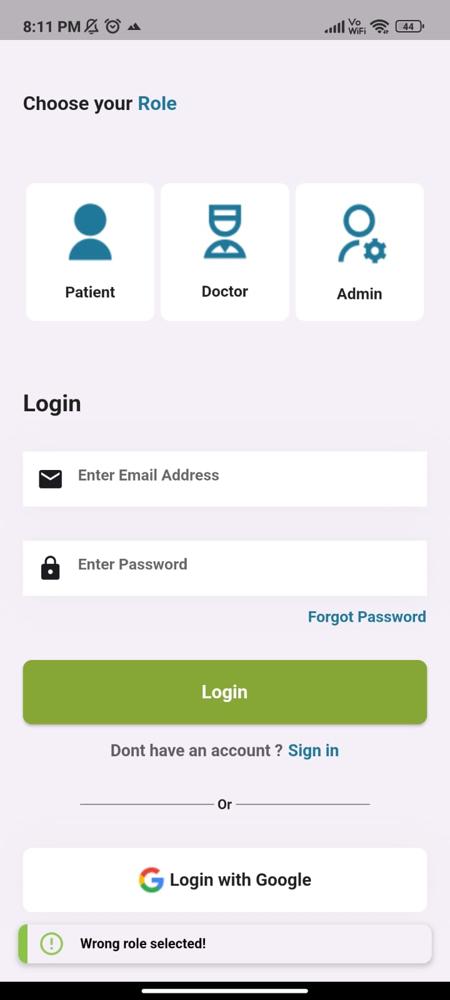 8:11 PM
Vo
WiFi
44
Choose your Role
Patient
Doctor
Admin
Login
Enter Email Address
Enter Password
Forgot Password
Login
Dont have an account ? Sign in
Or
Login with Google
Wrong role selected!